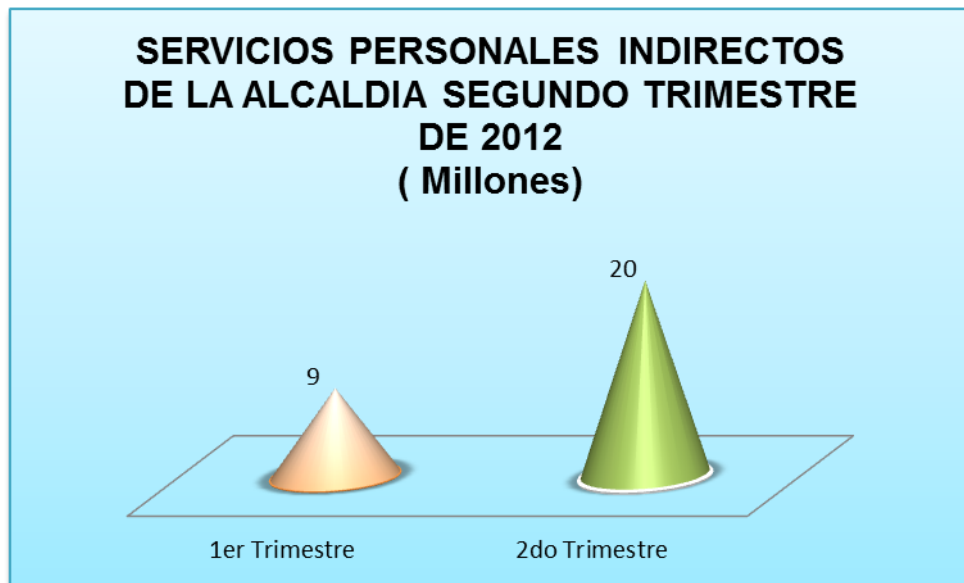 SERVICIOS PERSONALES INDIRECTOS
DE LA ALCALDIA SEGUNDO TRIMESTRE
DE 2012
( Millones)
20
9
1er Trimestre 2do Trimestre